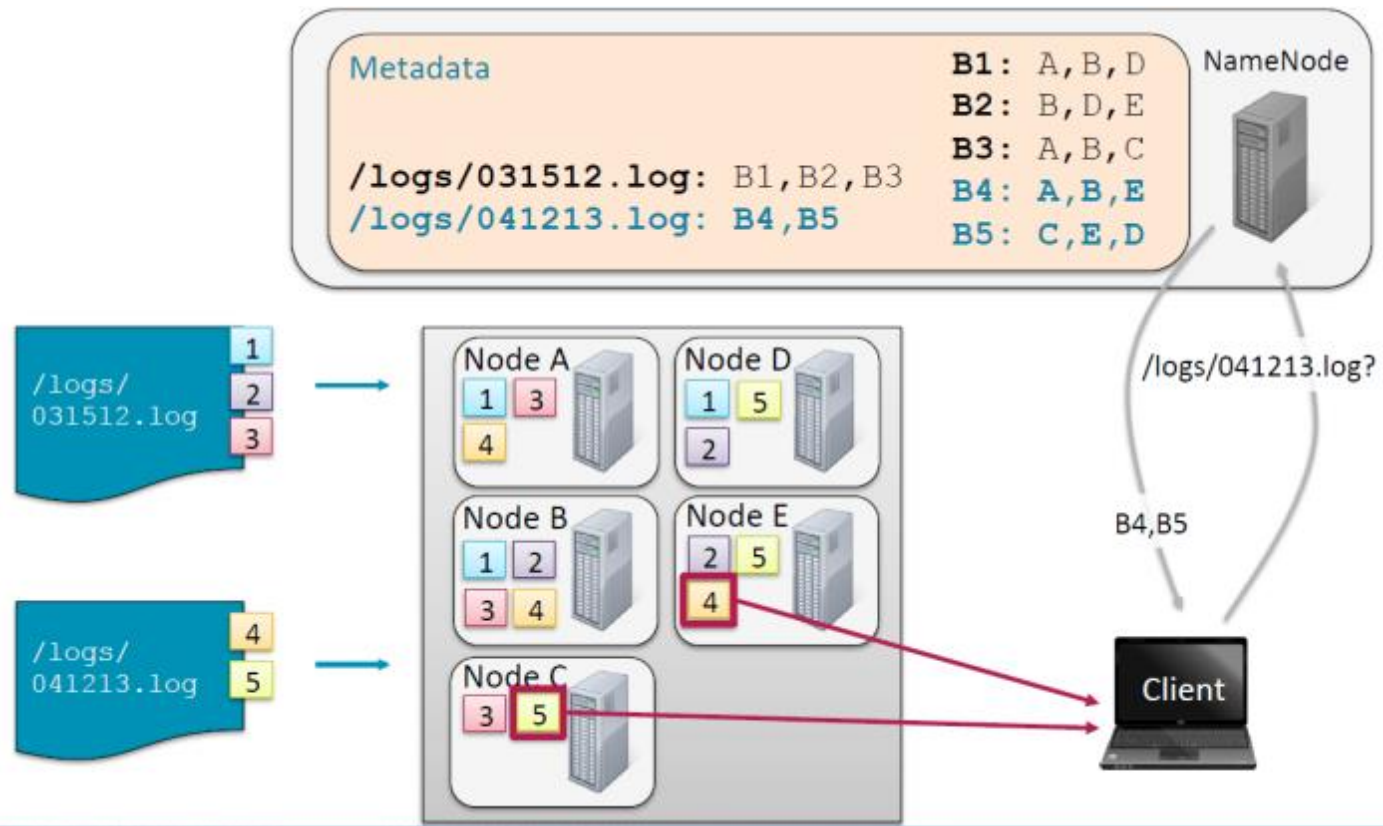 Metadata
/logs/031512.log: B1,B2,B3
/logs/041213.log: B4,B5
B1: A,B,D
B2: B,D,E
B3: A,B,C
B4: A,B,E
B5: C,E,D
NameNode
/logs/
031512.log
1
2
3
/logs/
041213.log
4
5
Node A
1 3
4
Node D
1 5
2
Node B
1 2
3 4
Node E
2 5
4
Node C
3 5
/logs/041213.log?
B4,B5
Client